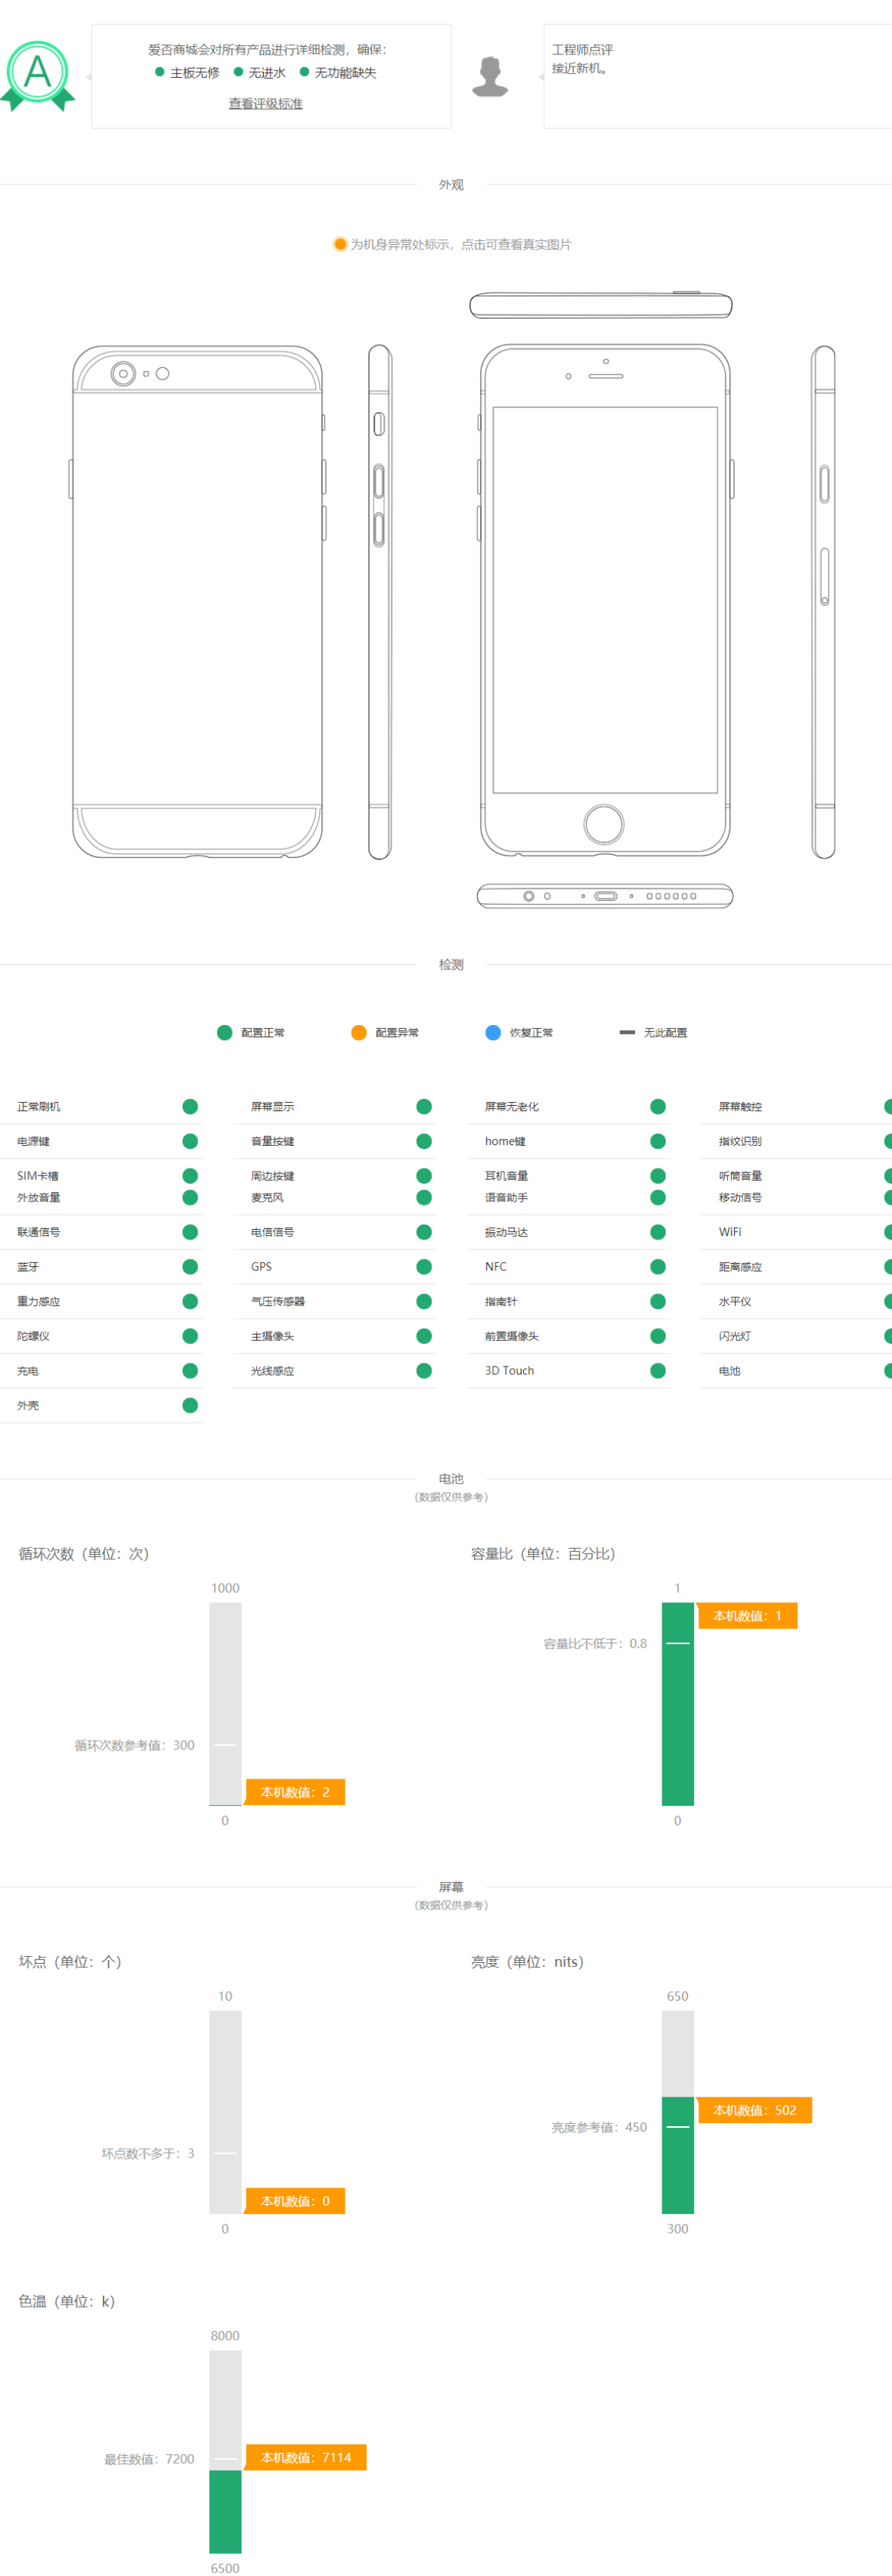 A
爱否商城会对所有产品进行详细检测，确保：
主板无修 无进水 无功能缺失
查看评级标准
工程师点评
接近新机。
外观
为机身异常处标示，点击可查看真实图片
检测
配置正常 配置异常 恢复正常 无此配置
正常刷机 屏幕显示 屏幕无老化 屏幕触控
电源键 音量按键 home键 指纹识别
SIM卡槽 周边按键 耳机音量 听筒音量
外放音量 麦克风 语音助手 移动信号
联通信号 电信信号 振动马达 WiFi
蓝牙 GPS NFC 距离感应
重力感应 气压传感器 指南针 水平仪
陀螺仪 主摄像头 前置摄像头 闪光灯
充电 光线感应 3D Touch 电池
外壳
电池
（数据仅供参考）
循环次数（单位：次） 容量比（单位：百分比）
1000 1
本机数值：1
容量比不低于：0.8
循环次数参考值：300
本机数值：2
0 0
屏幕
（数据仅供参考）
坏点（单位：个） 亮度（单位：nits）
10 650
本机数值：502
亮度参考值：450
坏点数不多于：3
本机数值：0
0 300
色温（单位：k）
8000
最佳数值：7200 本机数值：7114
6500